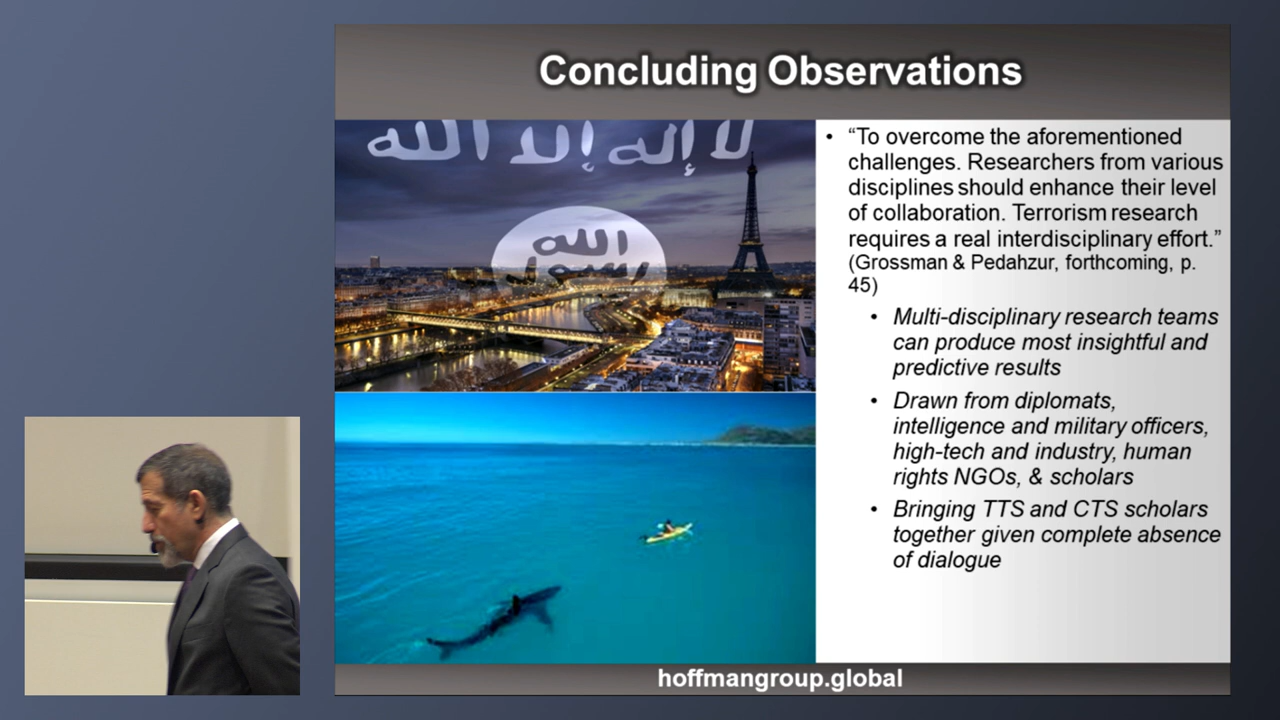 Concluding Observations
لا إله إلا الله
الله
رسول
• “To overcome the aforementioned
challenges. Researchers from various
disciplines should enhance their level
of collaboration. Terrorism research
requires a real interdisciplinary effort.”
(Grossman & Pedahzur, forthcoming, p.
45)
• Multi-disciplinary research teams
can produce most insightful and
predictive results
• Drawn from diplomats,
intelligence and military officers,
high-tech and industry, human
rights NGOs, & scholars
• Bringing TTS and CTS scholars
together given complete absence
of dialogue
hoffmangroup.global